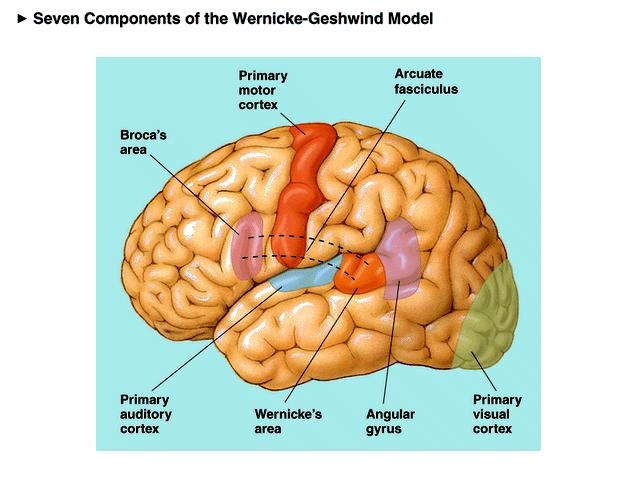 ► Seven Components of the Wernicke-Geshwind Model
Primary
motor
cortex
Arcuate
fasciculus
Broca's
area
Primary
auditory
cortex
Wernicke's
area
Angular
gyrus
Primary
visual
cortex